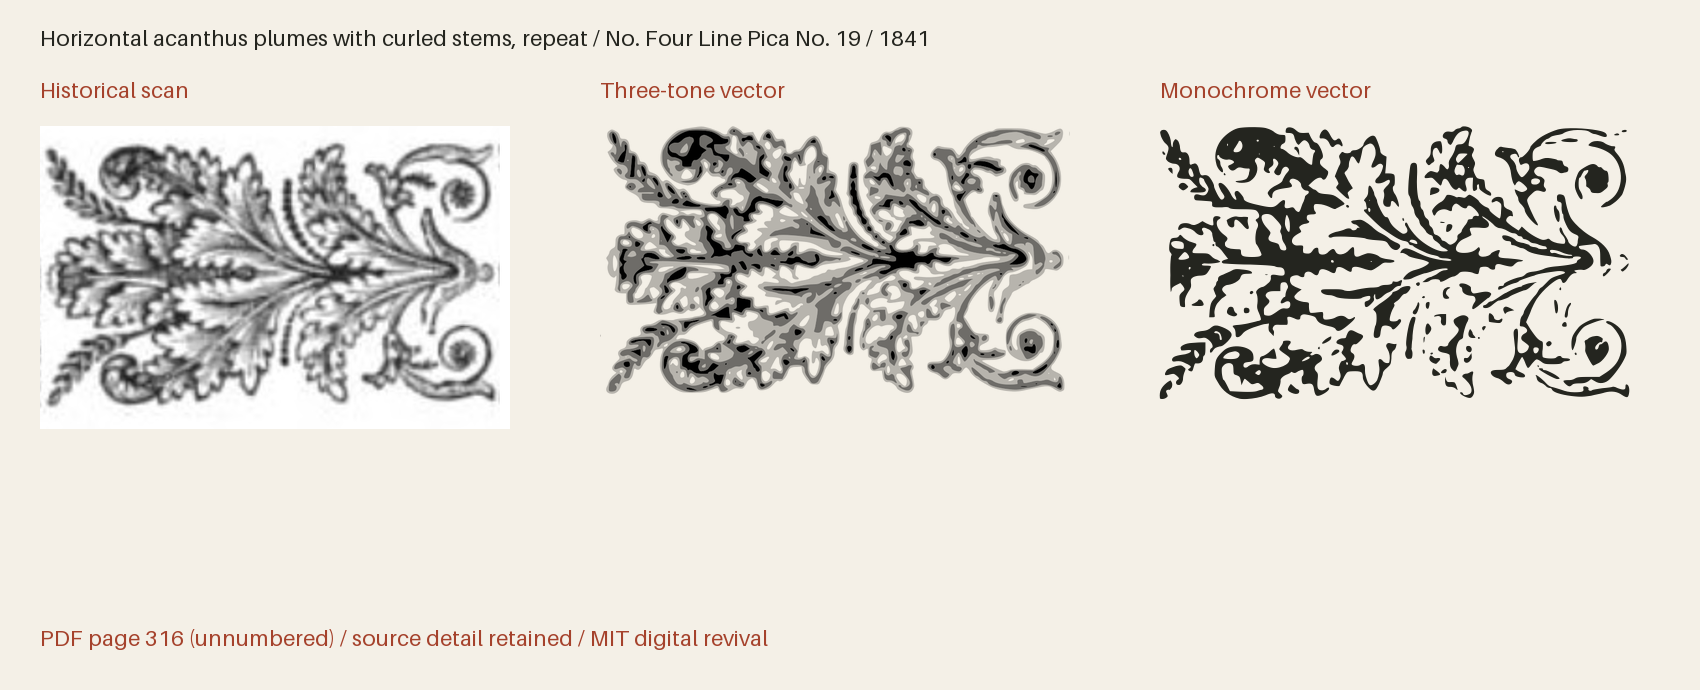 Horizontal acanthus plumes with curled stems, repeat / No. Four Line Pica No. 19 / 1841
Historical scan
Three-tone vector
Monochrome vector
PDF page 316 (unnumbered) / source detail retained / MIT digital revival